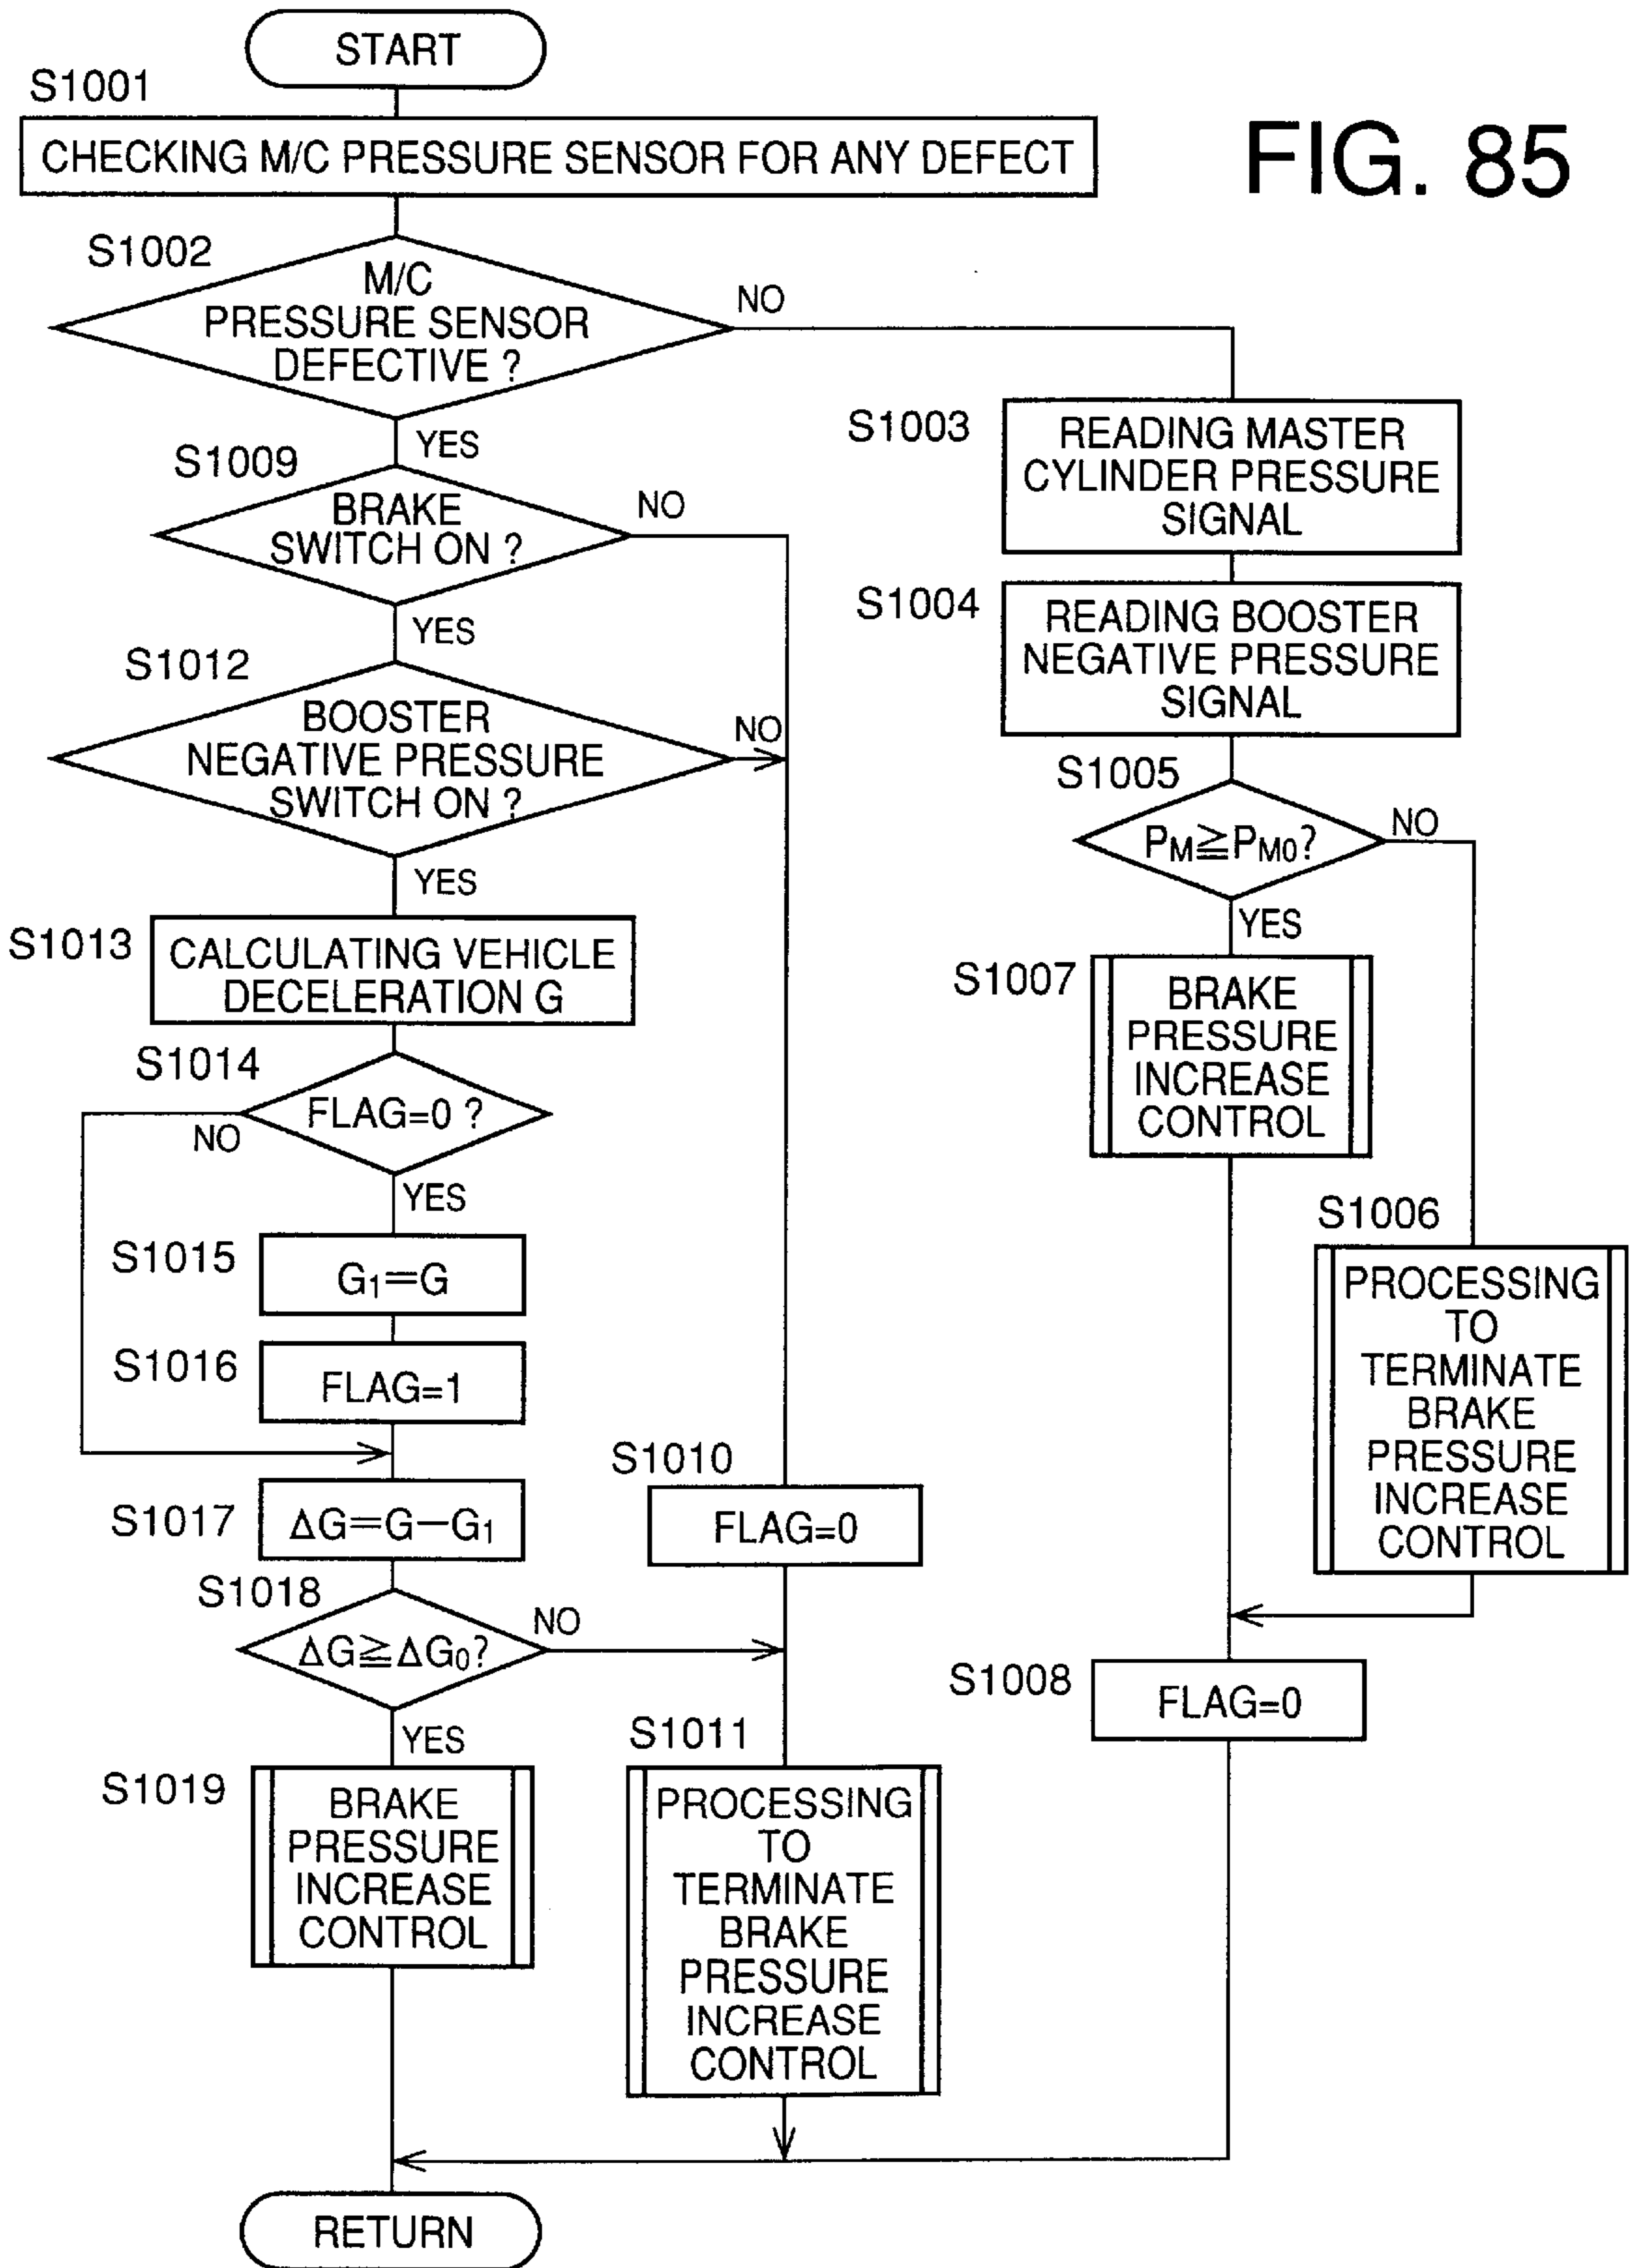 START
S1001
CHECKING M/C PRESSURE SENSOR FOR ANY DEFECT
FIG. 85
S1002
M/C
PRESSURE SENSOR
DEFECTIVE ?
NO
YES
S1009
BRAKE
SWITCH ON ?
NO
YES
S1012
BOOSTER
NEGATIVE PRESSURE
SWITCH ON ?
NO
YES
S1013
CALCULATING VEHICLE
DECELERATION G
S1014
FLAG=0 ?
NO
YES
S1015
G1=G
S1016
FLAG=1
S1017
ΔG=G−G1
S1018
ΔG≧ΔG0?
NO
YES
S1019
BRAKE
PRESSURE
INCREASE
CONTROL
S1010
FLAG=0
S1011
PROCESSING
TO
TERMINATE
BRAKE
PRESSURE
INCREASE
CONTROL
S1003
READING MASTER
CYLINDER PRESSURE
SIGNAL
S1004
READING BOOSTER
NEGATIVE PRESSURE
SIGNAL
S1005
PM≧PM0?
NO
YES
S1007
BRAKE
PRESSURE
INCREASE
CONTROL
S1006
PROCESSING
TO
TERMINATE
BRAKE
PRESSURE
INCREASE
CONTROL
S1008
FLAG=0
RETURN